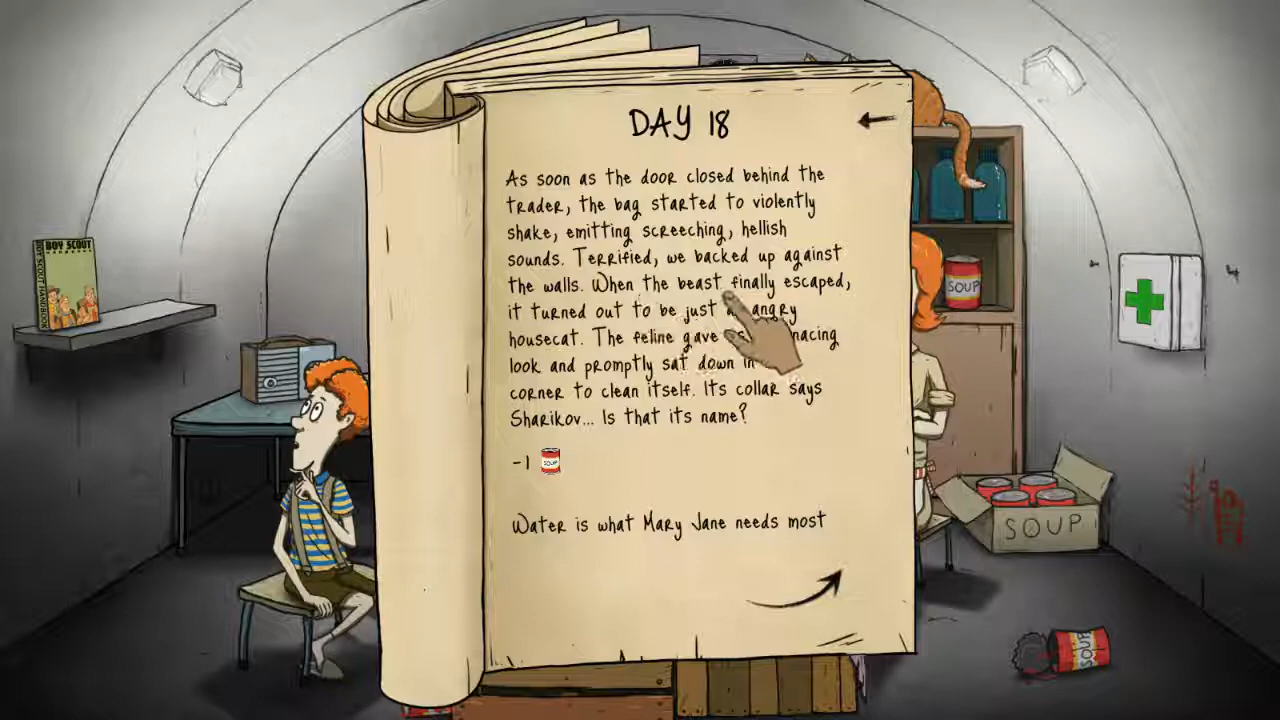 DAY 18
As soon as the door closed behind the
trader, the bag started to violently
shake, emitting screeching, hellish
sounds. Terrified, we backed up against
the walls. When the beast finally escaped,
it turned out to be just angry
housecat. The feline gave
look and promptly sat down in
corner to clean itself. Its collar says
Sharikov... Is that its name?
-1
SOUP
Water is what Mary Jane needs most
BOY SCOUT
BOY SCOUT HANDBOOK
SOUP
SOUP
SOUP